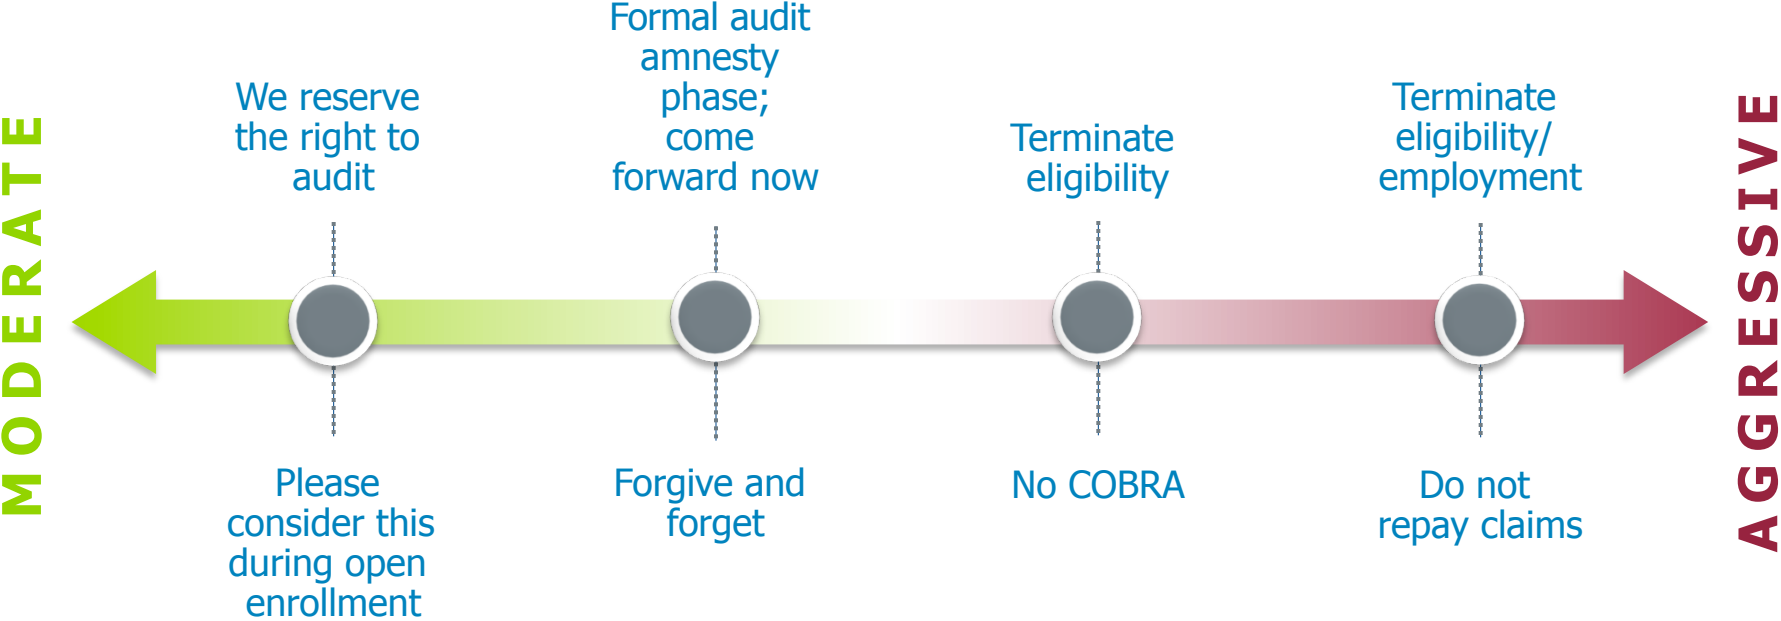 MODERATE
We reserve
the right to
audit
Please
consider this
during open
enrollment
Formal audit
amnesty
phase;
come
forward now
Forgive and
forget
Terminate
eligibility
No COBRA
Terminate
eligibility/
employment
Do not
repay claims
AGGRESSIVE